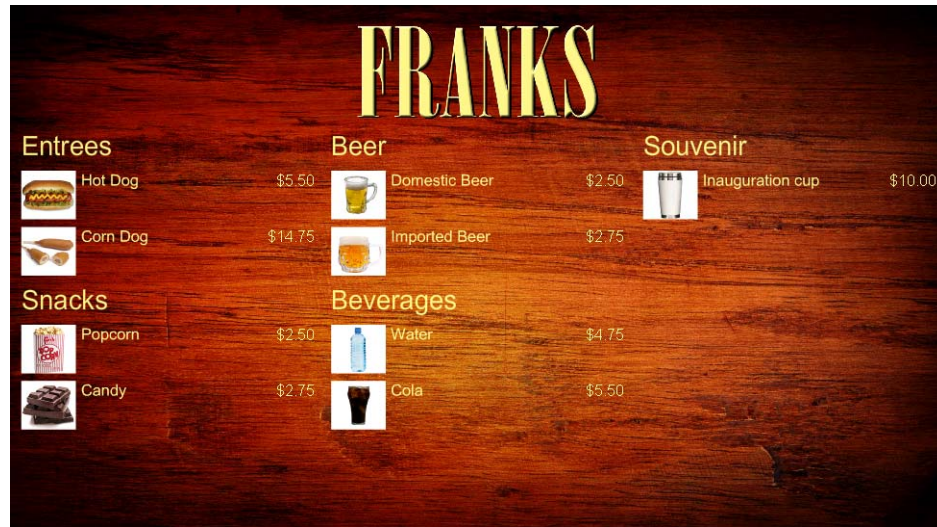 FRANKS
Entrees
Hot Dog $5.50
Corn Dog $14.75
Snacks
Popcorn $2.50
Candy $2.75
Beer
Domestic Beer $2.50
Imported Beer $2.75
Beverages
Water $4.75
Cola $5.50
Souvenir
Inauguration cup $10.00